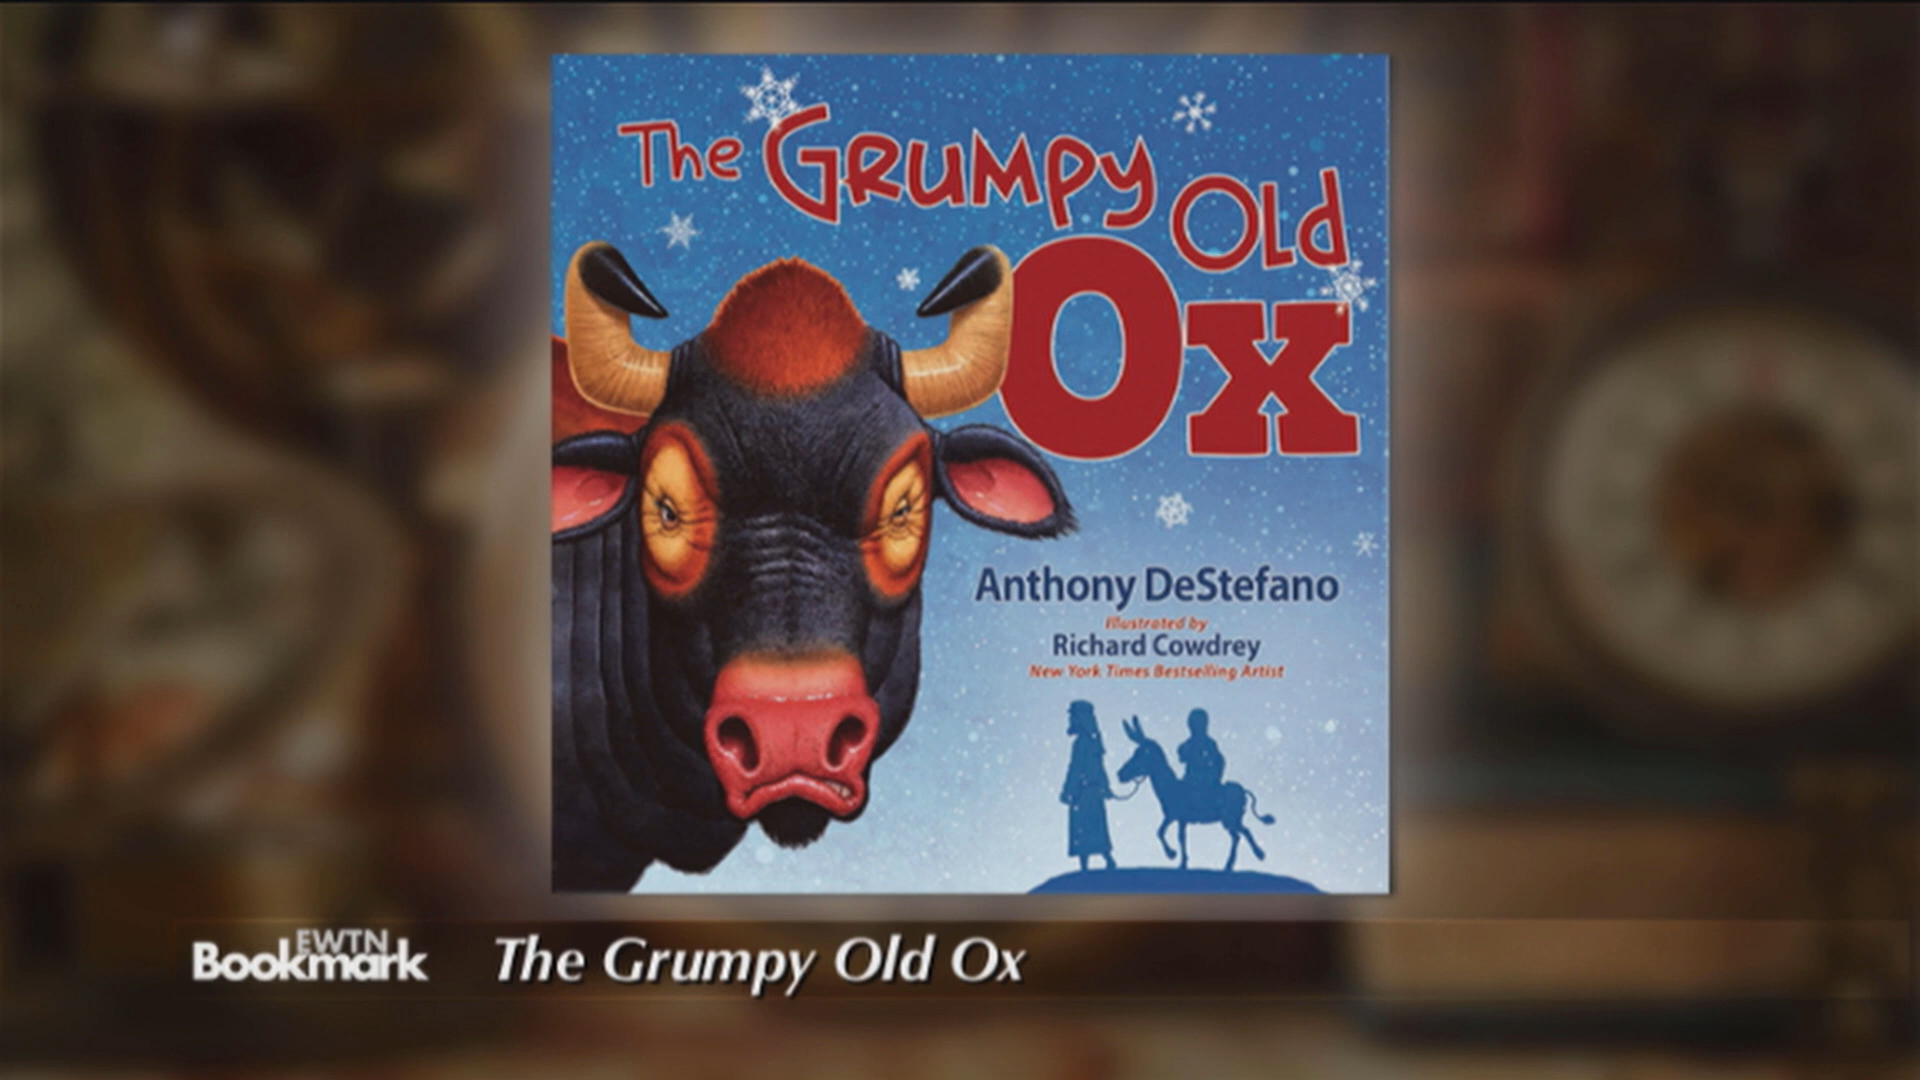 The Grumpy Old
Ox
Anthony DeStefano
Illustrated by
Richard Cowdrey
New York Times Bestselling Artist
EWTN
Bookmark
The Grumpy Old Ox